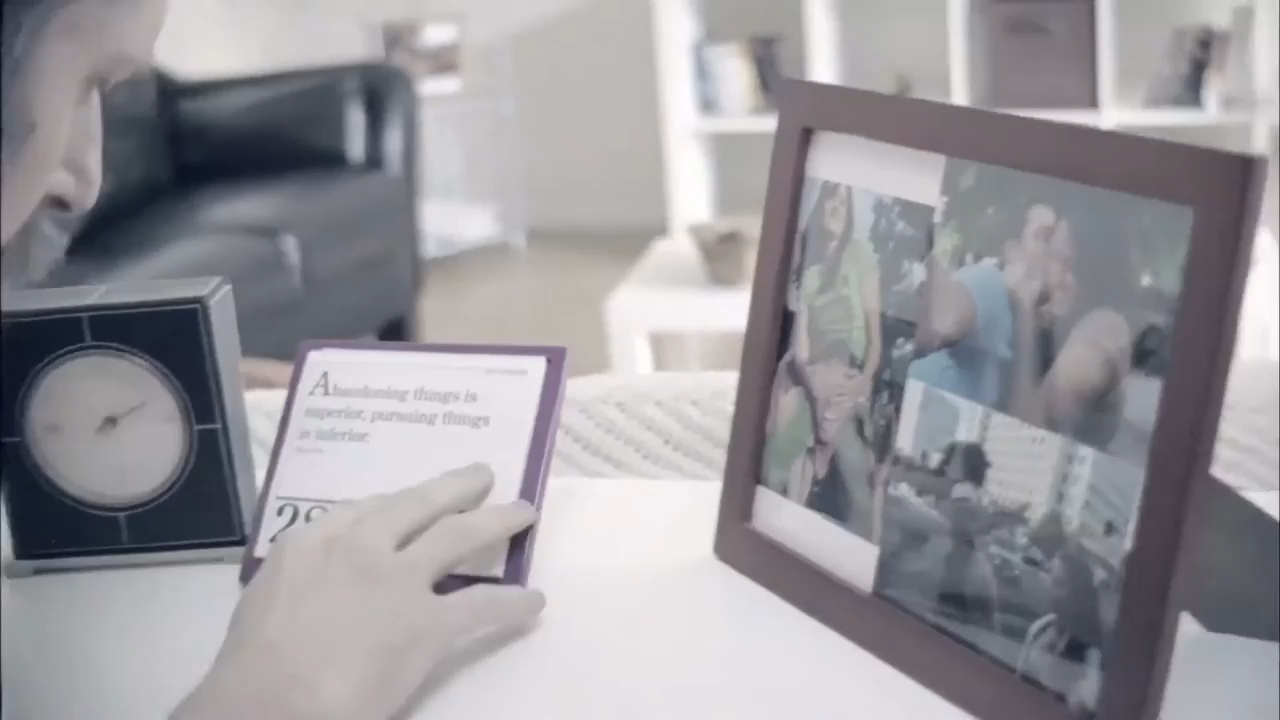 Abandoning things is
superior, pursuing things
is inferior.
28